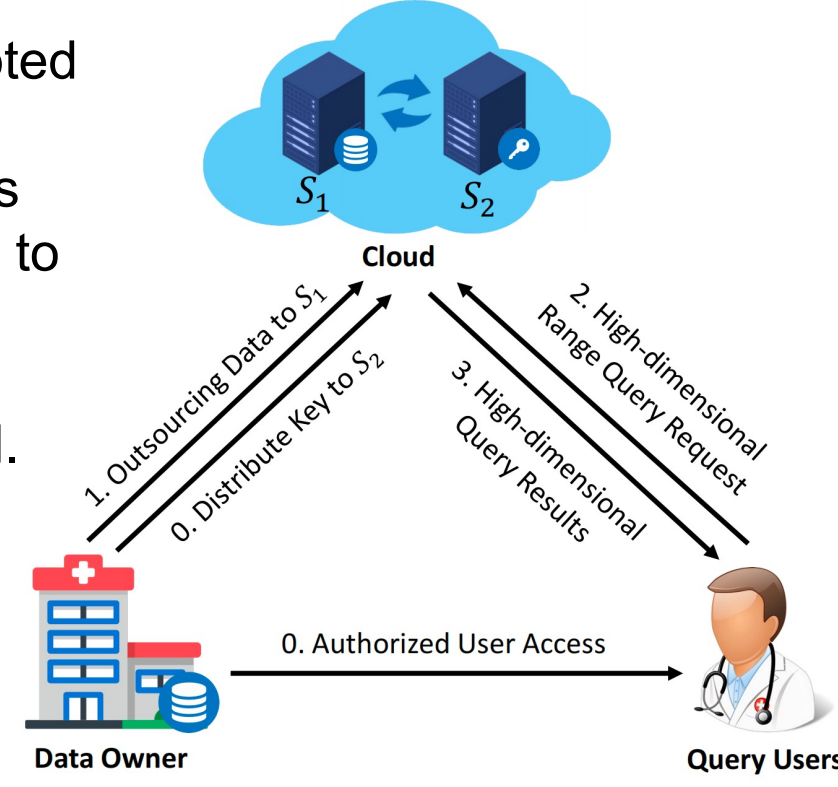 S₁
S₂
Cloud
1. Outsourcing Data to S₁
0. Distribute Key to S₂
2. High-dimensional
Range Query Request
3. High-dimensional
Query Results
to
0. Authorized User Access
Data Owner
Query Users